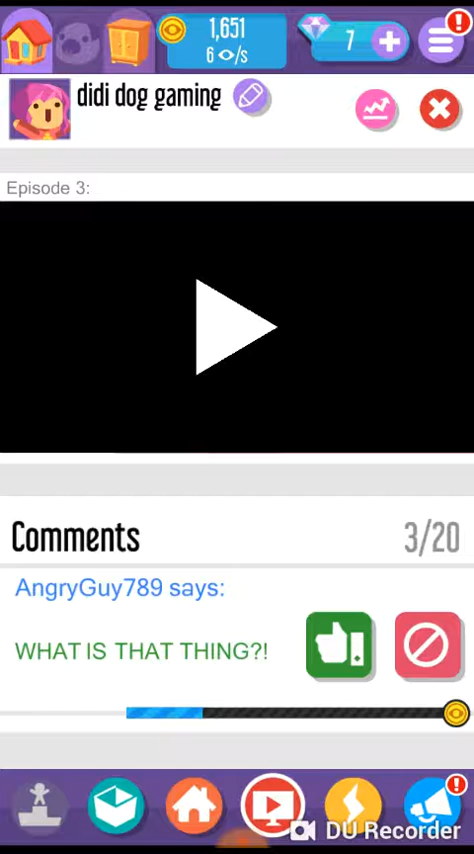 1,651
6 /s
7
!
didi dog gaming
Episode 3:
Comments 3/20
AngryGuy789 says:
WHAT IS THAT THING?!
!
DU Recorder